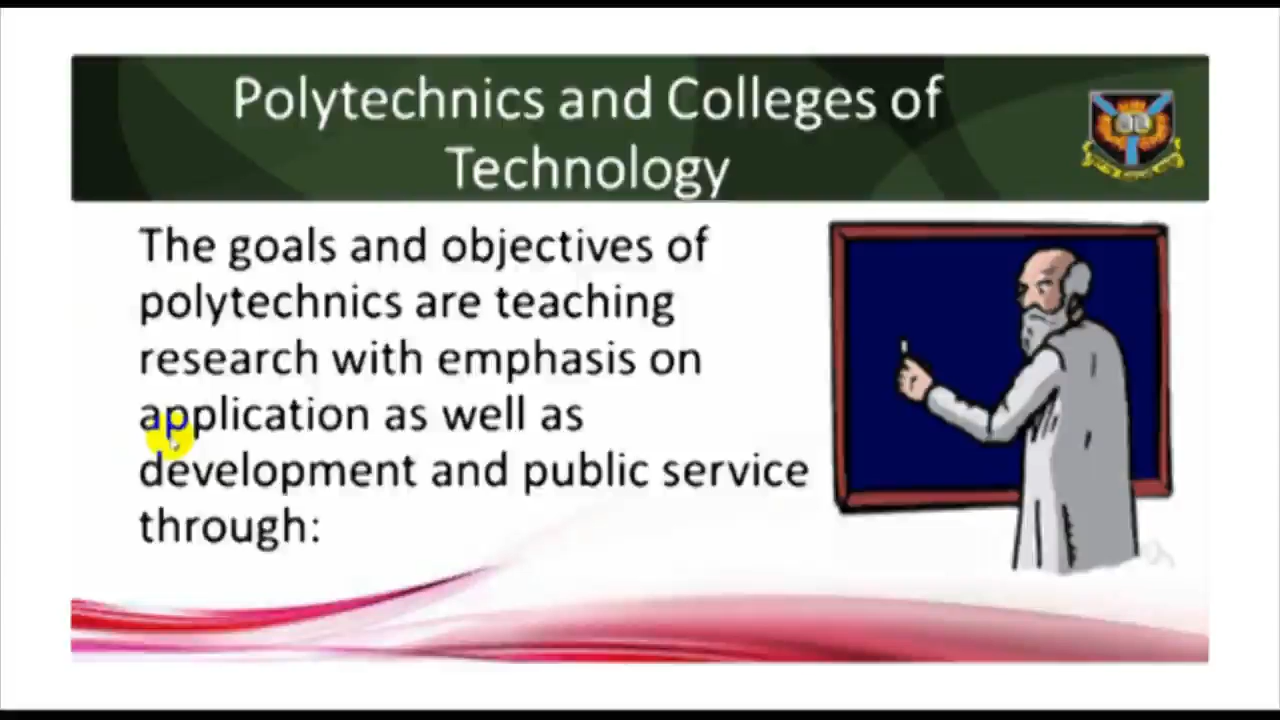 Polytechnics and Colleges of
Technology
The goals and objectives of
polytechnics are teaching
research with emphasis on
application as well as
development and public service
through: